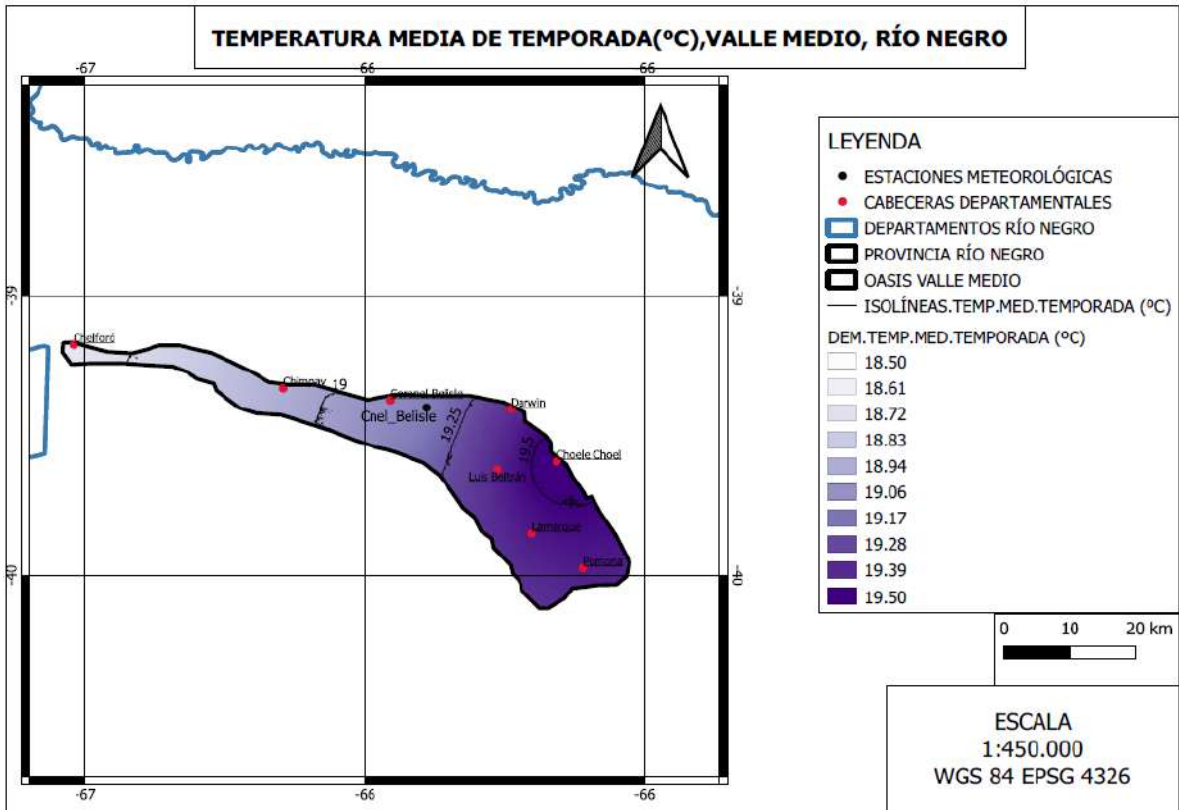 TEMPERATURA MEDIA DE TEMPORADA(ºC),VALLE MEDIO, RÍO NEGRO
-67
-66
-66
-39
-39
Chelforó
Chimpay
19
Coronel Belisle
Cnel_Belisle
19.25
Darwin
19.5
Choele Choel
Luis Beltrán
Lamarque
Pomona
-40
-40
-67
-66
-66
LEYENDA
ESTACIONES METEOROLÓGICAS
CABECERAS DEPARTAMENTALES
DEPARTAMENTOS RÍO NEGRO
PROVINCIA RÍO NEGRO
OASIS VALLE MEDIO
ISOLÍNEAS.TEMP.MED.TEMPORADA (ºC)
DEM.TEMP.MED.TEMPORADA (ºC)
18.50
18.61
18.72
18.83
18.94
19.06
19.17
19.28
19.39
19.50
0 10 20 km
ESCALA
1:450.000
WGS 84 EPSG 4326